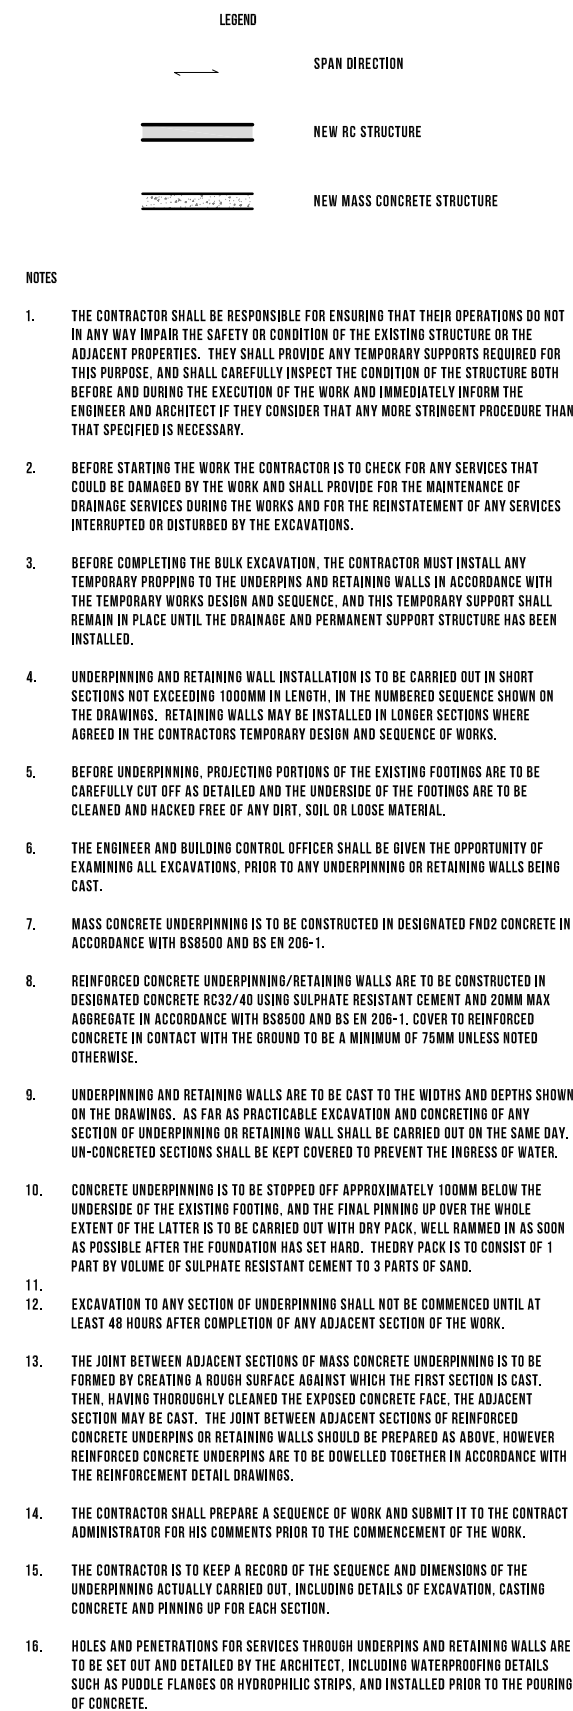 LEGEND
SPAN DIRECTION
NEW RC STRUCTURE
NEW MASS CONCRETE STRUCTURE
NOTES
1. THE CONTRACTOR SHALL BE RESPONSIBLE FOR ENSURING THAT THEIR OPERATIONS DO NOT
IN ANY WAY IMPAIR THE SAFETY OR CONDITION OF THE EXISTING STRUCTURE OR THE
ADJACENT PROPERTIES. THEY SHALL PROVIDE ANY TEMPORARY SUPPORTS REQUIRED FOR
THIS PURPOSE, AND SHALL CAREFULLY INSPECT THE CONDITION OF THE STRUCTURE BOTH
BEFORE AND DURING THE EXECUTION OF THE WORK AND IMMEDIATELY INFORM THE
ENGINEER AND ARCHITECT IF THEY CONSIDER THAT ANY MORE STRINGENT PROCEDURE THAN
THAT SPECIFIED IS NECESSARY.
2. BEFORE STARTING THE WORK THE CONTRACTOR IS TO CHECK FOR ANY SERVICES THAT
COULD BE DAMAGED BY THE WORK AND SHALL PROVIDE FOR THE MAINTENANCE OF
DRAINAGE SERVICES DURING THE WORKS AND FOR THE REINSTATEMENT OF ANY SERVICES
INTERRUPTED OR DISTURBED BY THE EXCAVATIONS.
3. BEFORE COMPLETING THE BULK EXCAVATION, THE CONTRACTOR MUST INSTALL ANY
TEMPORARY PROPPING TO THE UNDERPINS AND RETAINING WALLS IN ACCORDANCE WITH
THE TEMPORARY WORKS DESIGN AND SEQUENCE, AND THIS TEMPORARY SUPPORT SHALL
REMAIN IN PLACE UNTIL THE DRAINAGE AND PERMANENT SUPPORT STRUCTURE HAS BEEN
INSTALLED.
4. UNDERPINNING AND RETAINING WALL INSTALLATION IS TO BE CARRIED OUT IN SHORT
SECTIONS NOT EXCEEDING 1000MM IN LENGTH, IN THE NUMBERED SEQUENCE SHOWN ON
THE DRAWINGS. RETAINING WALLS MAY BE INSTALLED IN LONGER SECTIONS WHERE
AGREED IN THE CONTRACTORS TEMPORARY DESIGN AND SEQUENCE OF WORKS.
5. BEFORE UNDERPINNING, PROJECTING PORTIONS OF THE EXISTING FOOTINGS ARE TO BE
CAREFULLY CUT OFF AS DETAILED AND THE UNDERSIDE OF THE FOOTINGS ARE TO BE
CLEANED AND HACKED FREE OF ANY DIRT, SOIL OR LOOSE MATERIAL.
6. THE ENGINEER AND BUILDING CONTROL OFFICER SHALL BE GIVEN THE OPPORTUNITY OF
EXAMINING ALL EXCAVATIONS, PRIOR TO ANY UNDERPINNING OR RETAINING WALLS BEING
CAST.
7. MASS CONCRETE UNDERPINNING IS TO BE CONSTRUCTED IN DESIGNATED FND2 CONCRETE IN
ACCORDANCE WITH BS8500 AND BS EN 206-1.
8. REINFORCED CONCRETE UNDERPINNING/RETAINING WALLS ARE TO BE CONSTRUCTED IN
DESIGNATED CONCRETE RC32/40 USING SULPHATE RESISTANT CEMENT AND 20MM MAX
AGGREGATE IN ACCORDANCE WITH BS8500 AND BS EN 206-1. COVER TO REINFORCED
CONCRETE IN CONTACT WITH THE GROUND TO BE A MINIMUM OF 75MM UNLESS NOTED
OTHERWISE.
9. UNDERPINNING AND RETAINING WALLS ARE TO BE CAST TO THE WIDTHS AND DEPTHS SHOWN
ON THE DRAWINGS. AS FAR AS PRACTICABLE EXCAVATION AND CONCRETING OF ANY
SECTION OF UNDERPINNING OR RETAINING WALL SHALL BE CARRIED OUT ON THE SAME DAY.
UN-CONCRETED SECTIONS SHALL BE KEPT COVERED TO PREVENT THE INGRESS OF WATER.
10. CONCRETE UNDERPINNING IS TO BE STOPPED OFF APPROXIMATELY 100MM BELOW THE
UNDERSIDE OF THE EXISTING FOOTING, AND THE FINAL PINNING UP OVER THE WHOLE
EXTENT OF THE LATTER IS TO BE CARRIED OUT WITH DRY PACK, WELL RAMMED IN AS SOON
AS POSSIBLE AFTER THE FOUNDATION HAS SET HARD. THEDRY PACK IS TO CONSIST OF 1
PART BY VOLUME OF SULPHATE RESISTANT CEMENT TO 3 PARTS OF SAND.
11.
12. EXCAVATION TO ANY SECTION OF UNDERPINNING SHALL NOT BE COMMENCED UNTIL AT
LEAST 48 HOURS AFTER COMPLETION OF ANY ADJACENT SECTION OF THE WORK.
13. THE JOINT BETWEEN ADJACENT SECTIONS OF MASS CONCRETE UNDERPINNING IS TO BE
FORMED BY CREATING A ROUGH SURFACE AGAINST WHICH THE FIRST SECTION IS CAST.
THEN, HAVING THOROUGHLY CLEANED THE EXPOSED CONCRETE FACE, THE ADJACENT
SECTION MAY BE CAST. THE JOINT BETWEEN ADJACENT SECTIONS OF REINFORCED
CONCRETE UNDERPINS OR RETAINING WALLS SHOULD BE PREPARED AS ABOVE, HOWEVER
REINFORCED CONCRETE UNDERPINS ARE TO BE DOWELLED TOGETHER IN ACCORDANCE WITH
THE REINFORCEMENT DETAIL DRAWINGS.
14. THE CONTRACTOR SHALL PREPARE A SEQUENCE OF WORK AND SUBMIT IT TO THE CONTRACT
ADMINISTRATOR FOR HIS COMMENTS PRIOR TO THE COMMENCEMENT OF THE WORK.
15. THE CONTRACTOR IS TO KEEP A RECORD OF THE SEQUENCE AND DIMENSIONS OF THE
UNDERPINNING ACTUALLY CARRIED OUT, INCLUDING DETAILS OF EXCAVATION, CASTING
CONCRETE AND PINNING UP FOR EACH SECTION.
16. HOLES AND PENETRATIONS FOR SERVICES THROUGH UNDERPINS AND RETAINING WALLS ARE
TO BE SET OUT AND DETAILED BY THE ARCHITECT, INCLUDING WATERPROOFING DETAILS
SUCH AS PUDDLE FLANGES OR HYDROPHILIC STRIPS, AND INSTALLED PRIOR TO THE POURING
OF CONCRETE.